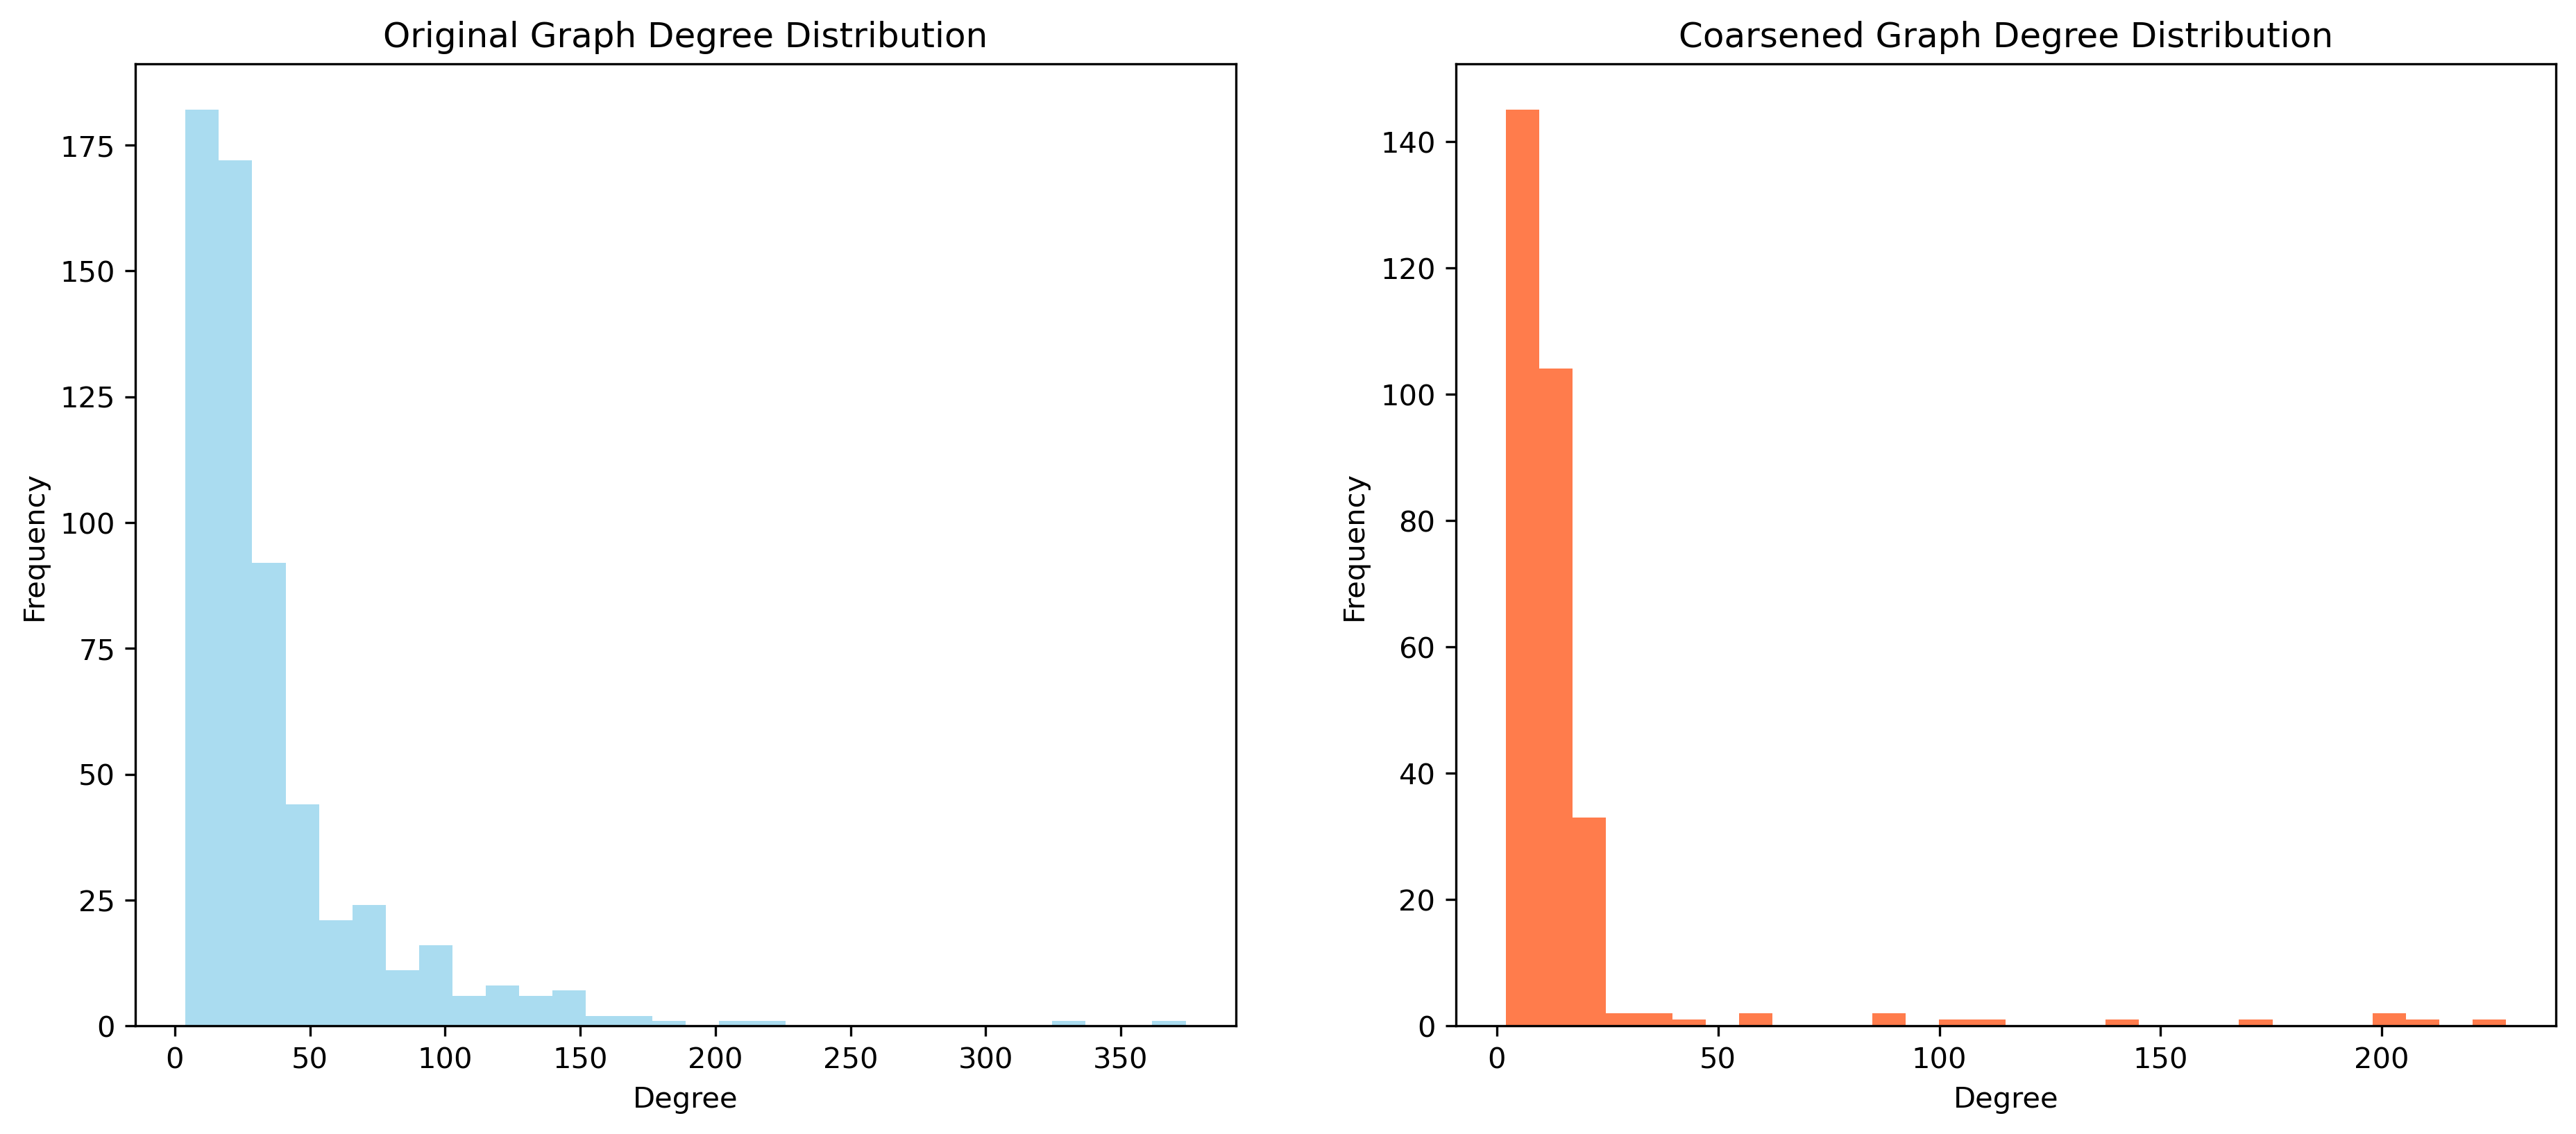 Original Graph Degree Distribution
175
150
125
100
75
50
25
0
Frequency
0 50 100 150 200 250 300 350
Degree
Coarsened Graph Degree Distribution
140
120
100
80
60
40
20
0
Frequency
0 50 100 150 200
Degree